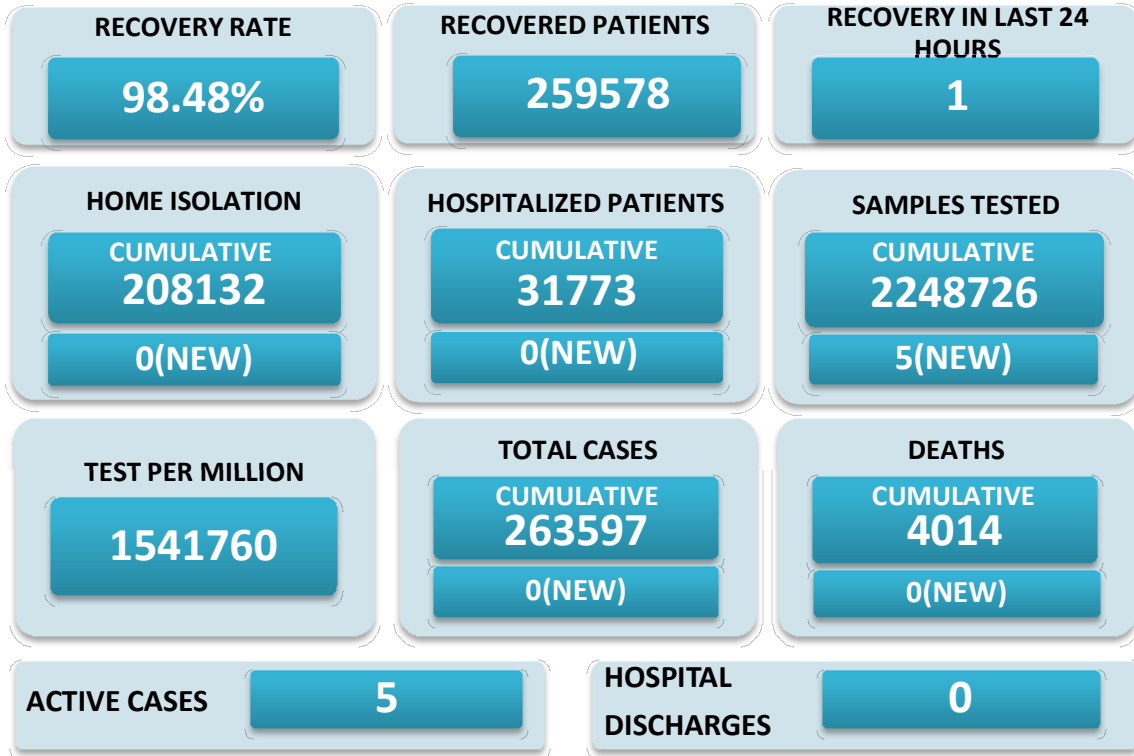 RECOVERY RATE
98.48%
RECOVERED PATIENTS
259578
RECOVERY IN LAST 24
HOURS
1
HOME ISOLATION
CUMULATIVE
208132
0(NEW)
HOSPITALIZED PATIENTS
CUMULATIVE
31773
0(NEW)
SAMPLES TESTED
CUMULATIVE
2248726
5(NEW)
TEST PER MILLION
1541760
TOTAL CASES
CUMULATIVE
263597
0(NEW)
DEATHS
CUMULATIVE
4014
0(NEW)
ACTIVE CASES
5
HOSPITAL
DISCHARGES
0